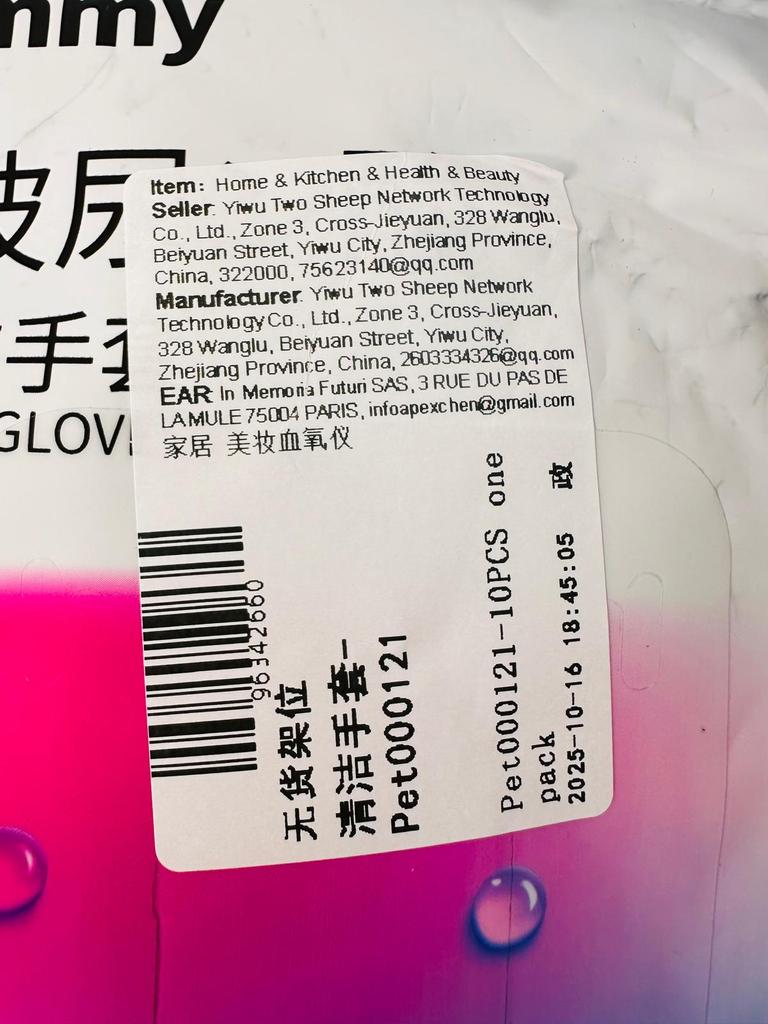 mmy
手套
GLOV
Item: Home & Kitchen & Health & Beauty
Seller: Yiwu Two Sheep Network Technology
Co., Ltd., Zone 3, Cross-Jieyuan, 328 Wanglu,
Beiyuan Street, Yiwu City, Zhejiang Province,
China, 322000, 75623140@qq.com
Manufacturer: Yiwu Two Sheep Network
Technology Co., Ltd., Zone 3, Cross-Jieyuan,
328 Wanglu, Beiyuan Street, Yiwu City,
Zhejiang Province, China, 2603334326@qq.com
EAR: In Memoria Futuri SAS, 3 RUE DU PAS DE
LA MULE 75004 PARIS, infoapexchen@gmail.com
家居 美妆血氧仪
96342660
无货架位
清洁手套-
Pet000121
Pet000121-10PCS one
pack
2025-10-16 18:45:05 政